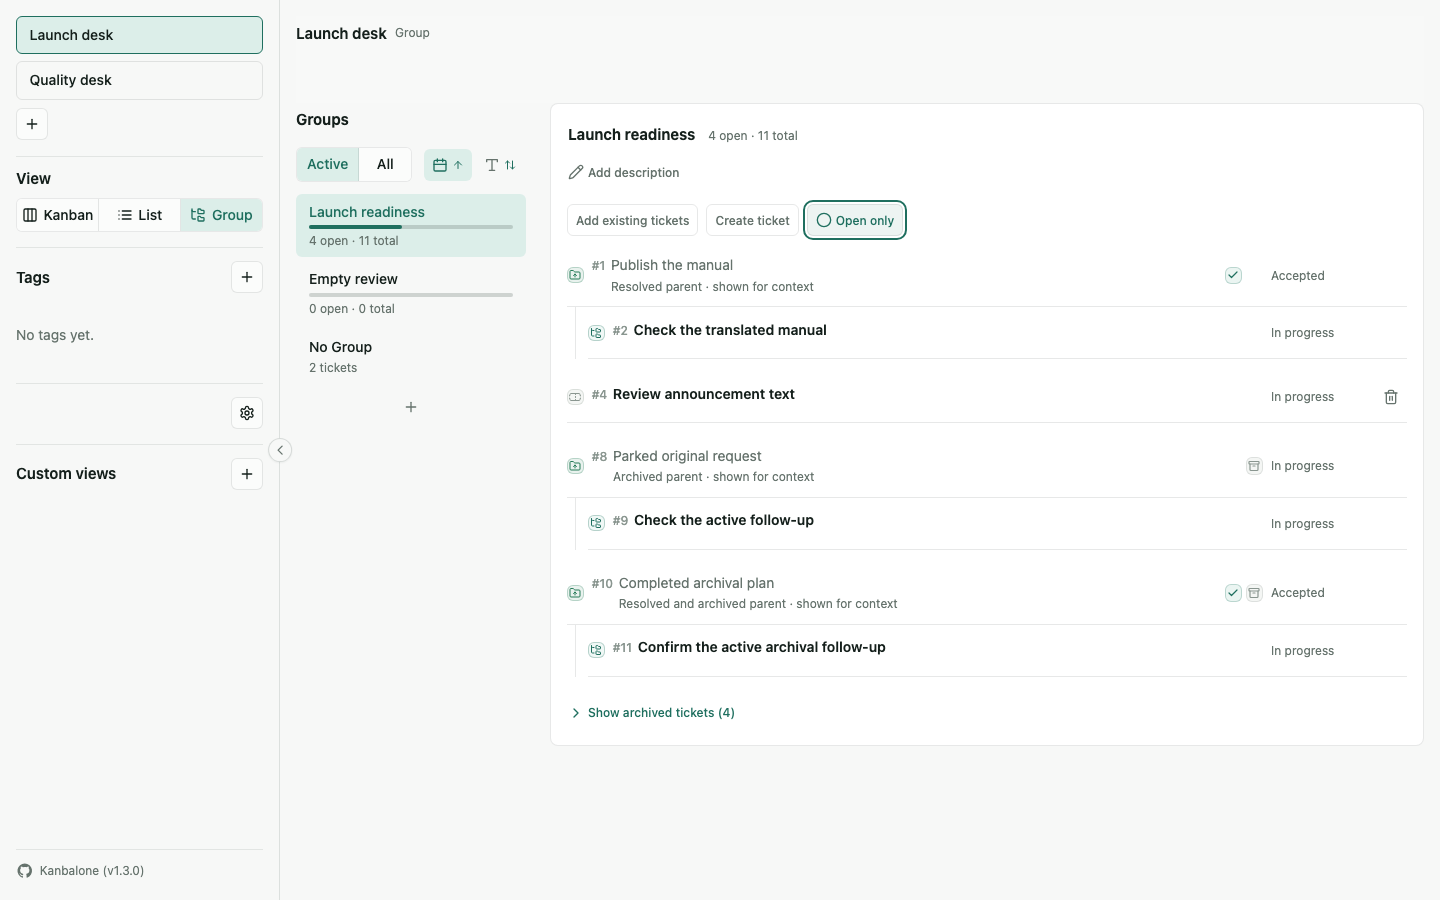 Launch desk
Quality desk
View
Kanban
List
Group
Tags
No tags yet.
Custom views
Kanbalone (v1.3.0)
Launch desk Group
Groups
Active
All
Launch readiness
4 open · 11 total
Empty review
0 open · 0 total
No Group
2 tickets
Launch readiness 4 open · 11 total
Add description
Add existing tickets
Create ticket
Open only
#1 Publish the manual
Resolved parent · shown for context
Accepted
#2 Check the translated manual
In progress
#4 Review announcement text
In progress
#8 Parked original request
Archived parent · shown for context
In progress
#9 Check the active follow-up
In progress
#10 Completed archival plan
Resolved and archived parent · shown for context
Accepted
#11 Confirm the active archival follow-up
In progress
Show archived tickets (4)